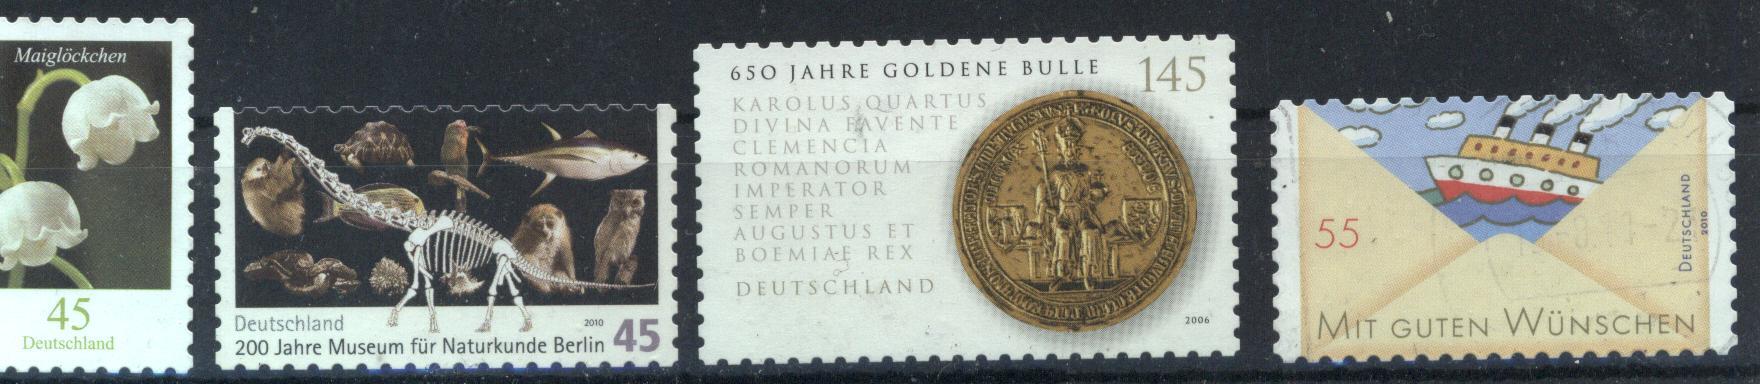 Maiglöckchen
45
Deutschland
Deutschland
2010
200 Jahre Museum für Naturkunde Berlin 45
650 JAHRE GOLDENE BULLE 145
KAROLUS QUARTUS
DIVINA FAVENTE
CLEMENCIA
ROMANORUM
IMPERATOR
SEMPER
AUGUSTUS ET
BOEMIAE REX
DEUTSCHLAND
2006
55
DEUTSCHLAND
2010
MIT GUTEN WÜNSCHEN